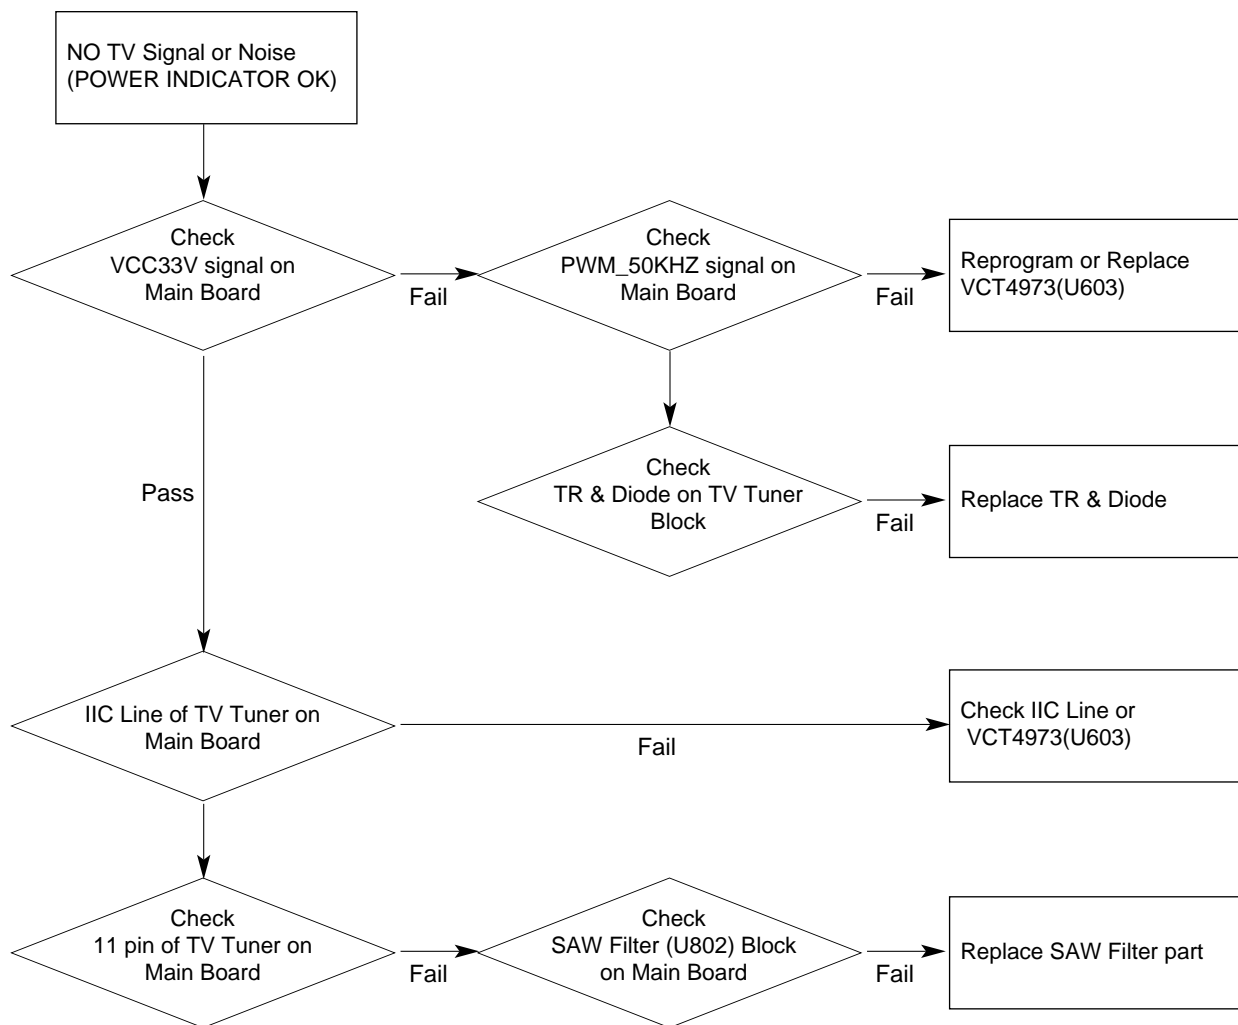 NO TV Signal or Noise
(POWER INDICATOR OK)
Check
VCC33V signal on
Main Board
Fail
Check
PWM_50KHZ signal on
Main Board
Fail
Reprogram or Replace
VCT4973(U603)
Pass
Check
TR & Diode on TV Tuner
Block
Fail
Replace TR & Diode
IIC Line of TV Tuner on
Main Board
Fail
Check IIC Line or
VCT4973(U603)
Check
11 pin of TV Tuner on
Main Board
Fail
Check
SAW Filter (U802) Block
on Main Board
Fail
Replace SAW Filter part